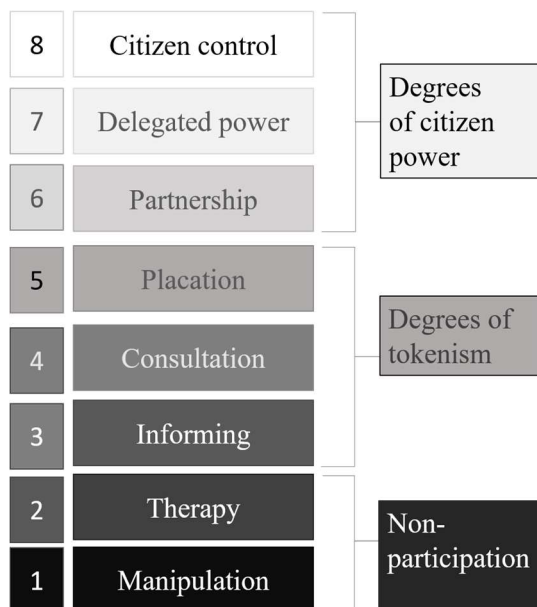 8 Citizen control
7 Delegated power
6 Partnership
Degrees
of citizen
power
5 Placation
4 Consultation
3 Informing
Degrees of
tokenism
2 Therapy
1 Manipulation
Non-
participation